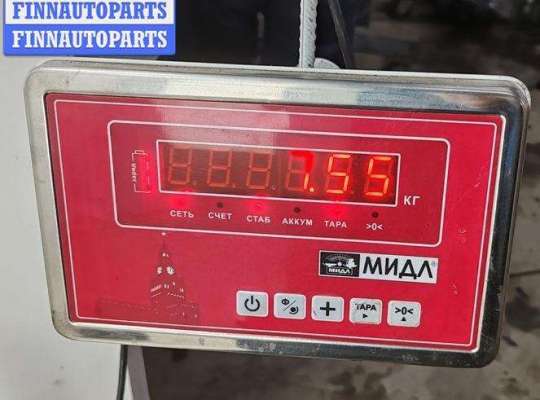 FINNAUTOPARTS
FINNAUTOPARTS
7.55
КГ
СЕТЬ СЧЕТ СТАБ АККУМ ТАРА >0<
МИДЛ МИДЛ®
Ф ТАРА >0<